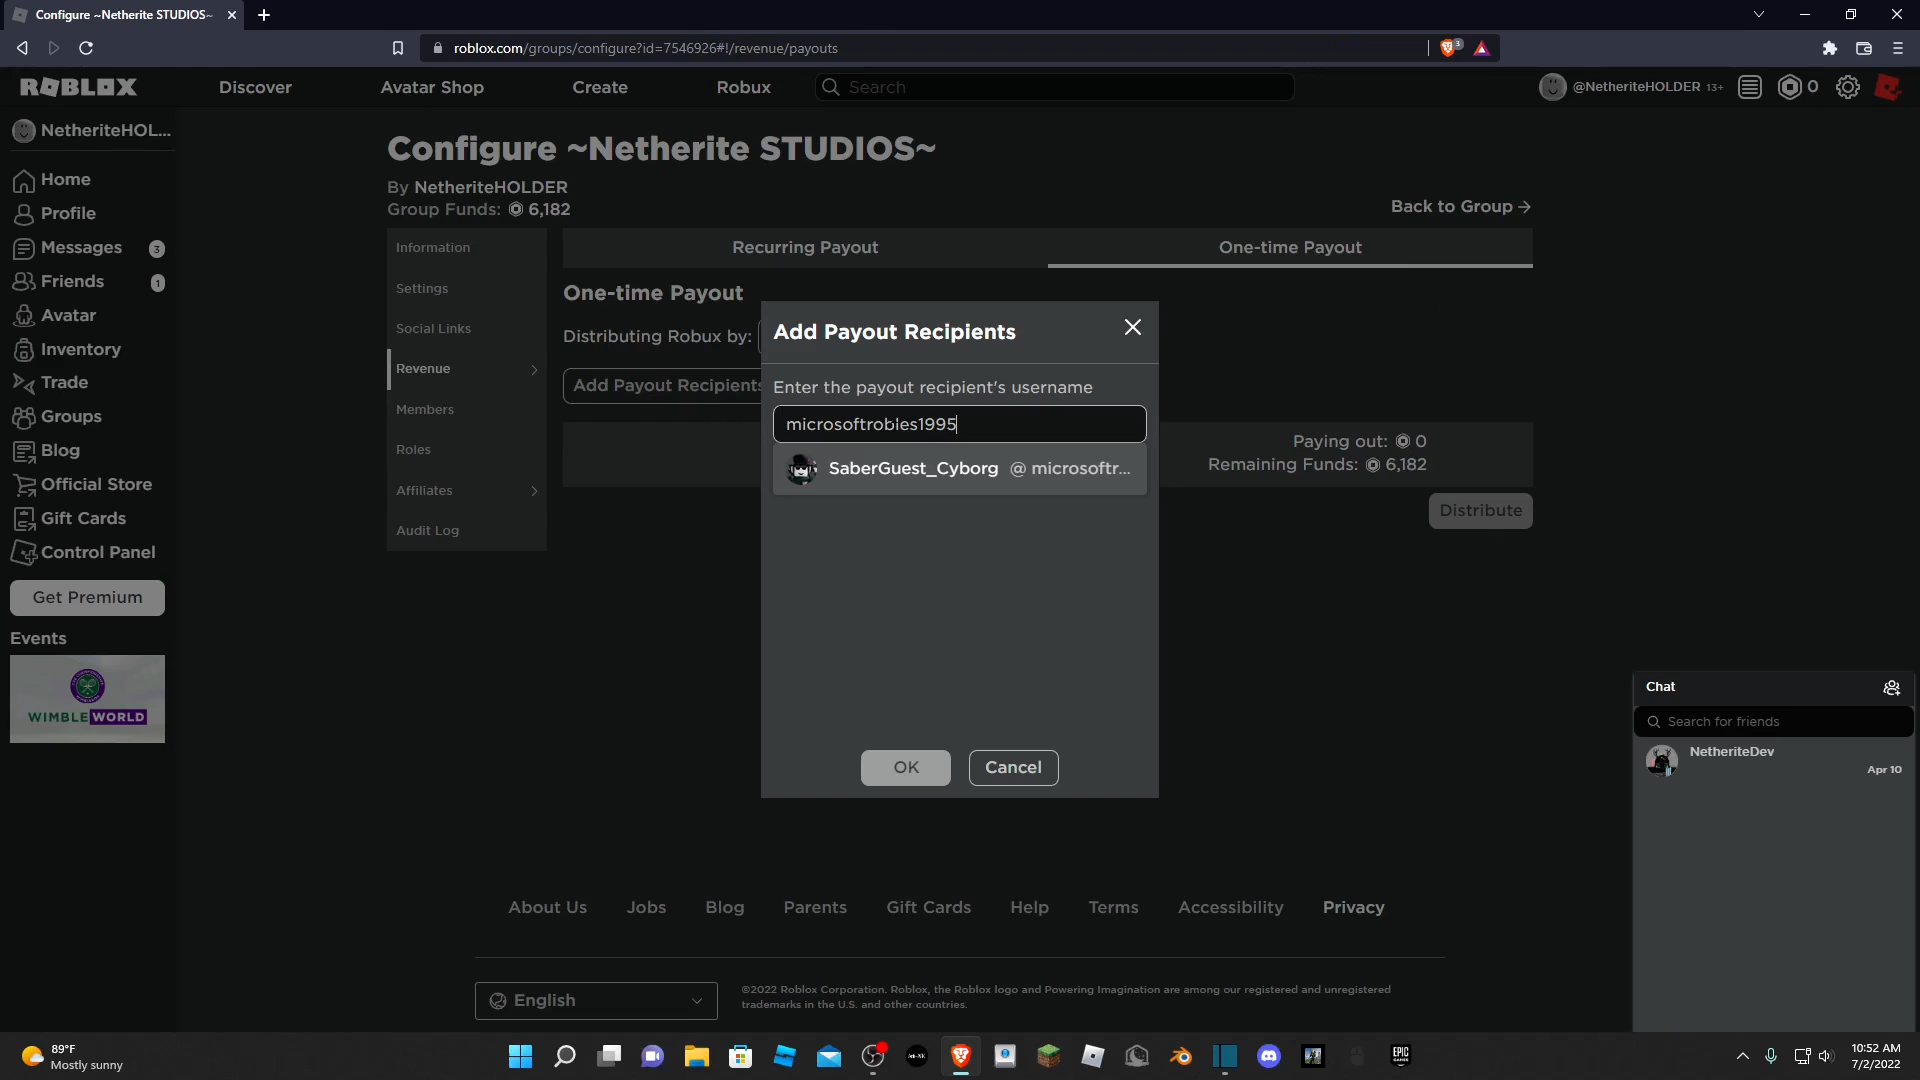 Configure ~Netherite STUDIOS~
roblox.com/groups/configure?id=7546926#!/revenue/payouts
3
ROBLOX
Discover
Avatar Shop
Create
Robux
Search
@NetheriteHOLDER 13+
0
NetheriteHOL...
Home
Profile
Messages 3
Friends 1
Avatar
Inventory
Trade
Groups
Blog
Official Store
Gift Cards
Control Panel
Get Premium
Events
WIMBLEWORLD
Configure ~Netherite STUDIOS~
By NetheriteHOLDER
Group Funds: 6,182
Back to Group
Information
Settings
Social Links
Revenue
Members
Roles
Affiliates
Audit Log
Recurring Payout
One-time Payout
One-time Payout
Distributing Robux by:
Add Payout Recipients
Paying out: 0
Remaining Funds: 6,182
Distribute
Add Payout Recipients
Enter the payout recipient's username
microsoftrobles1995
SaberGuest_Cyborg @ microsoftr...
OK
Cancel
Chat
Search for friends
NetheriteDev
Apr 10
About Us
Jobs
Blog
Parents
Gift Cards
Help
Terms
Accessibility
Privacy
English
©2022 Roblox Corporation. Roblox, the Roblox logo and Powering Imagination are among our registered and unregistered
trademarks in the U.S. and other countries.
89°F
Mostly sunny
EPIC
10:52 AM
7/2/2022